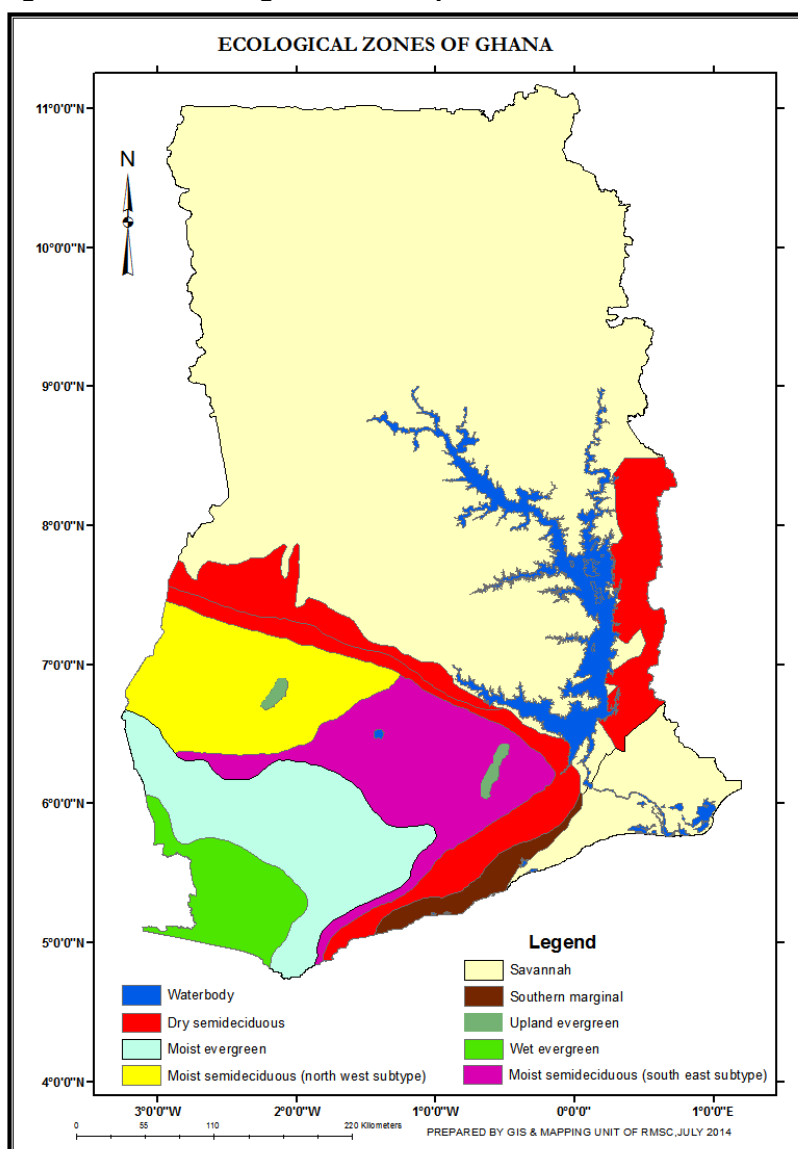 ECOLOGICAL ZONES OF GHANA
11°0'0"N
N
10°0'0"N
9°0'0"N
8°0'0"N
7°0'0"N
6°0'0"N
5°0'0"N
4°0'0"N
Legend
Waterbody
Dry semideciduous
Moist evergreen
Moist semideciduous (north west subtype)
Savannah
Southern marginal
Upland evergreen
Wet evergreen
Moist semideciduous (south east subtype)
3°0'0"W 2°0'0"W 1°0'0"W 0°0'0" 1°0'0"E
0 55 110 220 Kilometers
PREPARED BY GIS & MAPPING UNIT OF RMSC,JULY 2014